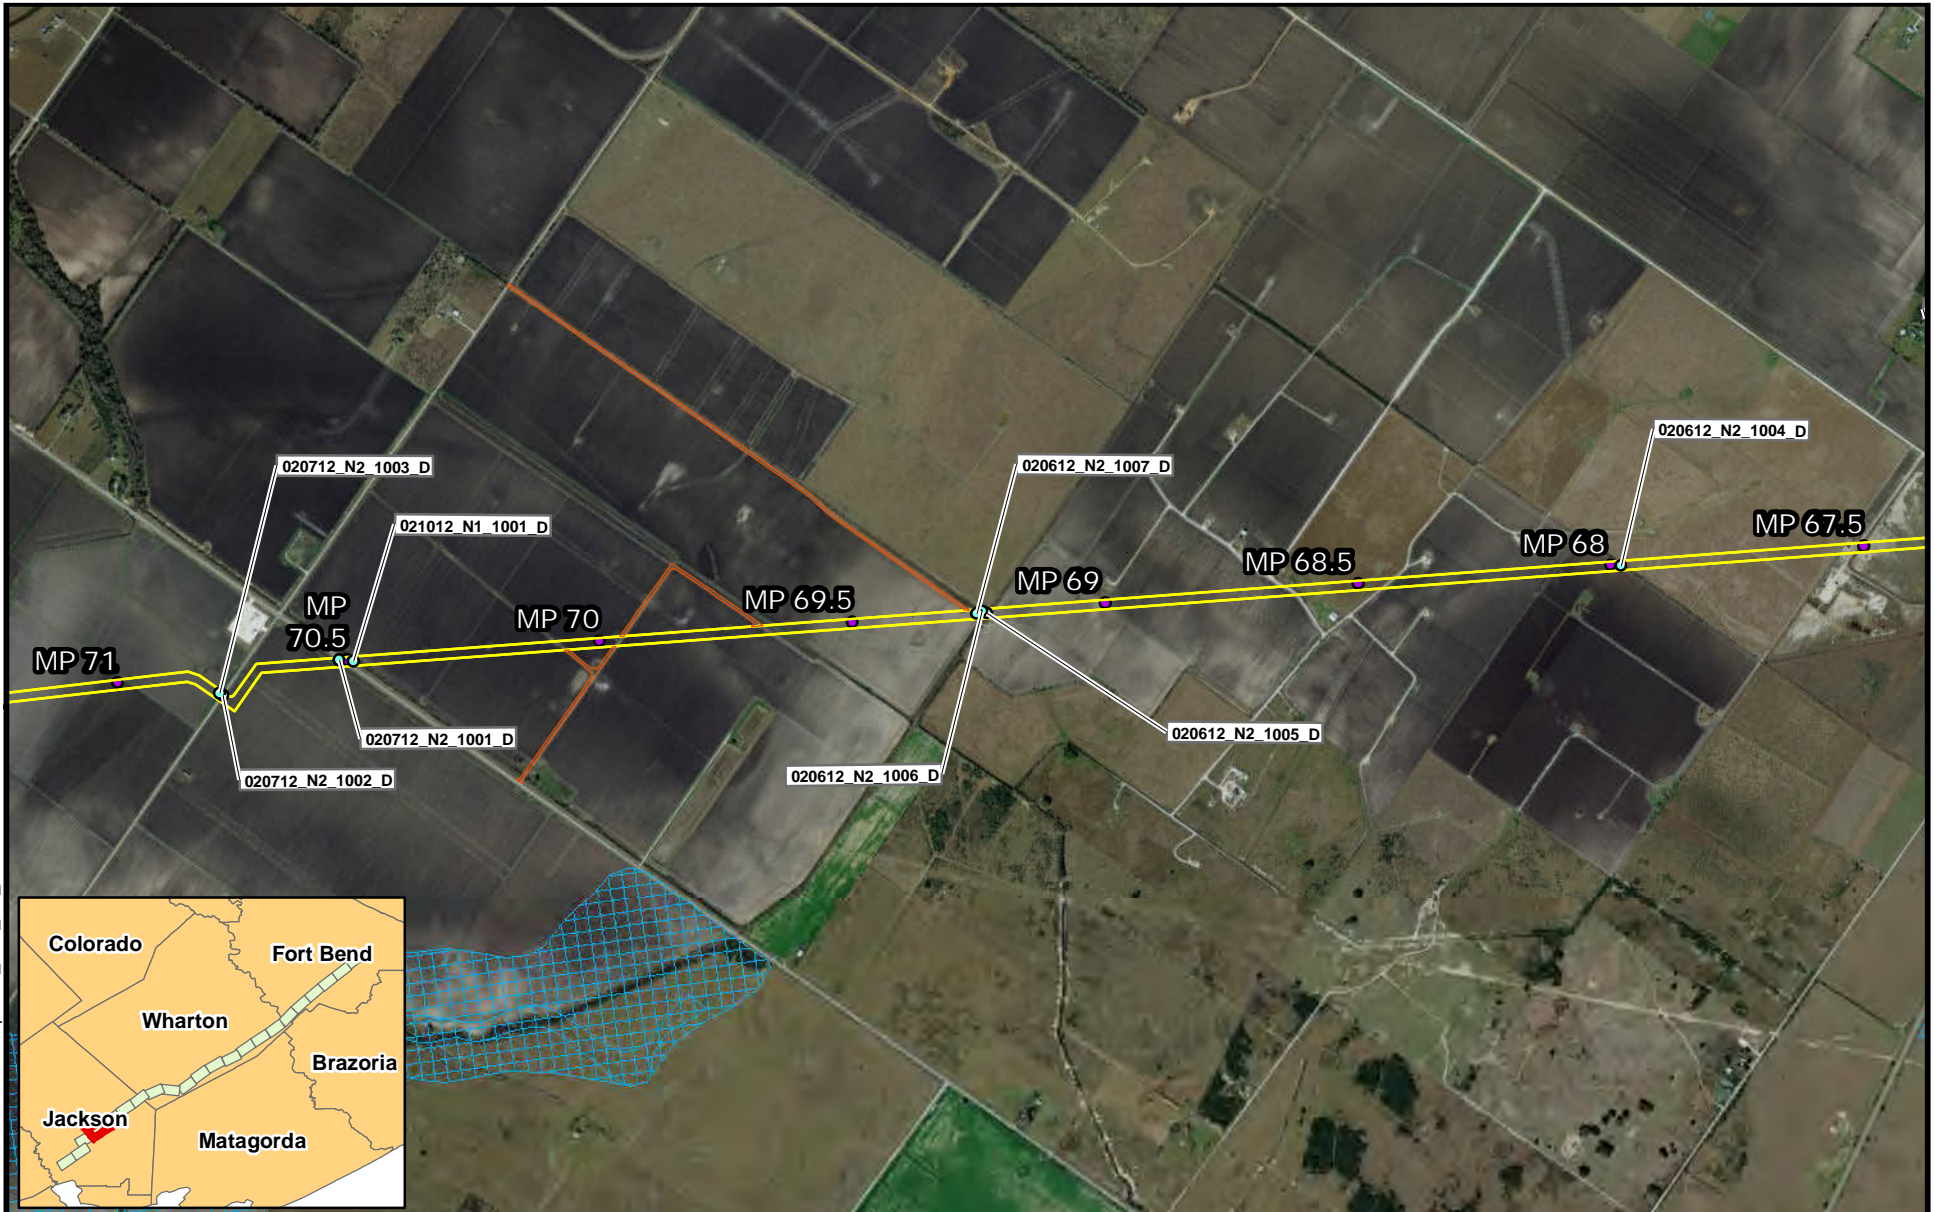 020612_N2_1004_D
020712_N2_1003_D
020612_N2_1007_D
021012_N1_1001_D
MP 67.5
MP 68
MP 68.5
MP 69
MP 69.5
MP 70
MP
70.5
MP 71
020612_N2_1005_D
020712_N2_1001_D
020612_N2_1006_D
020712_N2_1002_D
Colorado
Fort Bend
Wharton
Brazoria
Jackson
Matagorda